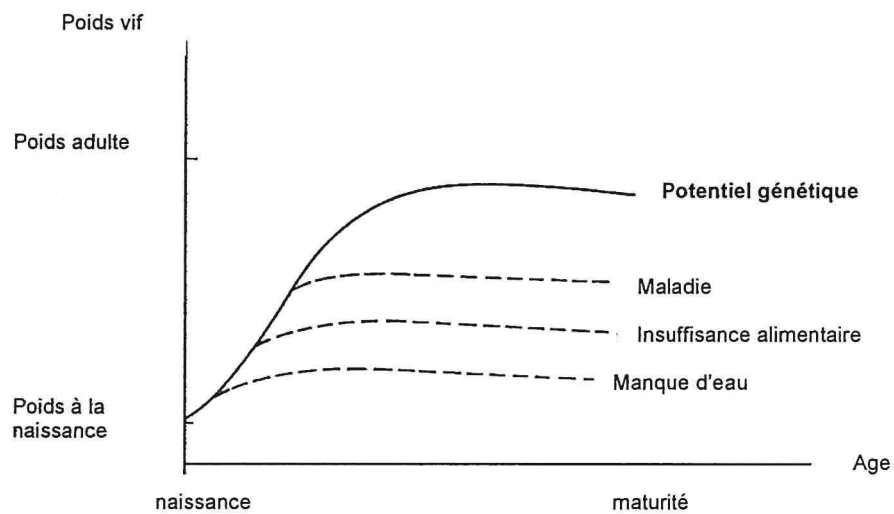 Poids vif
Poids adulte
Potentiel génétique
Maladie
Insuffisance alimentaire
Manque d'eau
Poids à la
naissance
Age
naissance
maturité